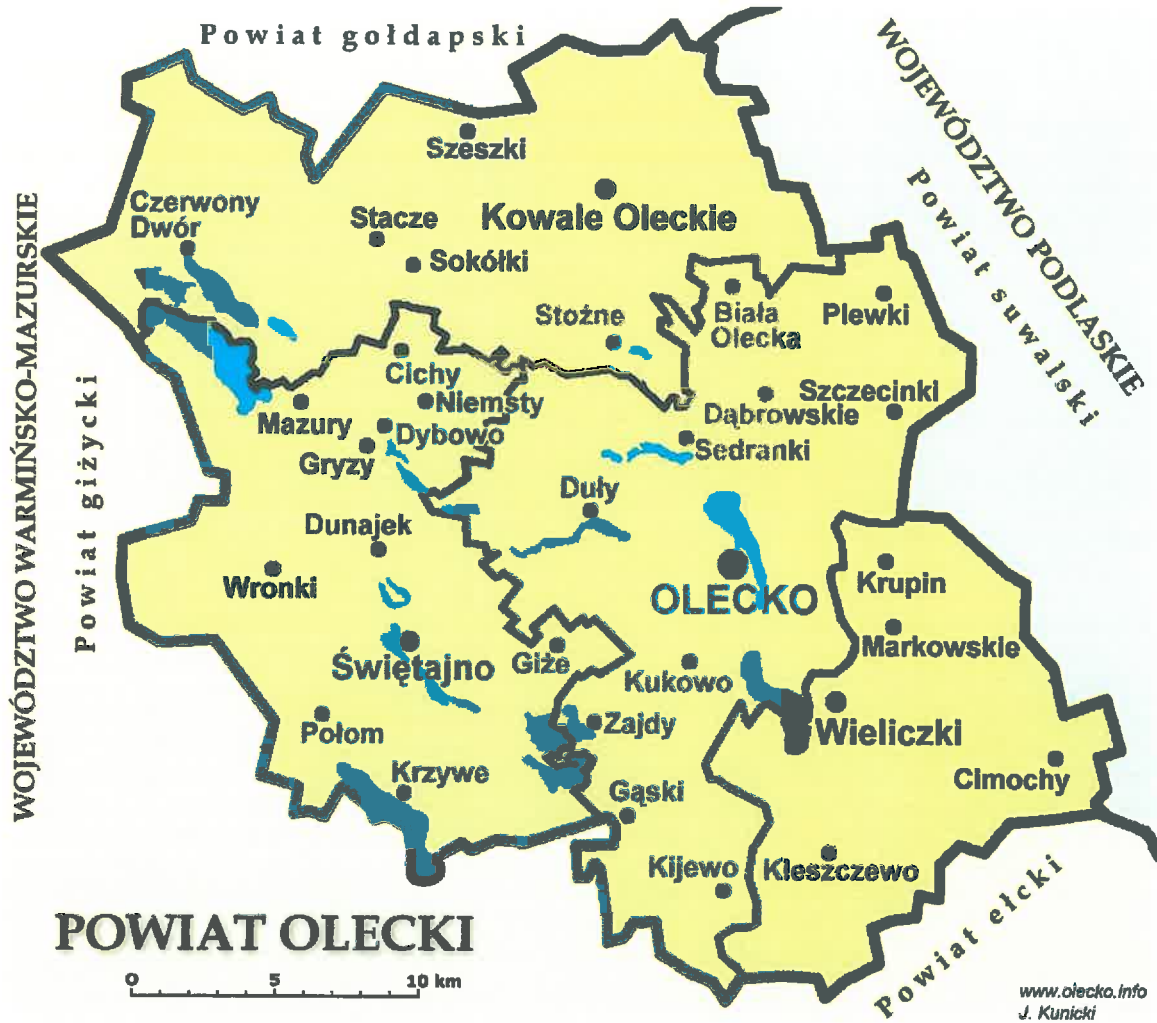 Powiat gołdapski
WOJEWÓDZTWO PODLASKIE
Powiat suwalski
WOJEWÓDZTWO WARMIŃSKO-MAZURSKIE
Powiat giżycki
Szeszki
Czerwony
Dwór
Stacze
Kowale Oleckie
Sokółki
Stożne
Biała
Olecka
Plewki
Cichy
Szczecinki
Niemsty
Dąbrowskie
Mazury
Dybowo
Gryzy
Sedranki
Duły
Dunajek
Wronki
OLECKO
Krupin
Markowskie
Świętajno
Giże
Kukowo
Połom
Zajdy
Wieliczki
Krzywe
Cimochy
Gąski
Kijewo
Kleszczewo
Powiat ełcki
POWIAT OLECKI
0 5 10 km
www.olecko.info
J. Kunicki